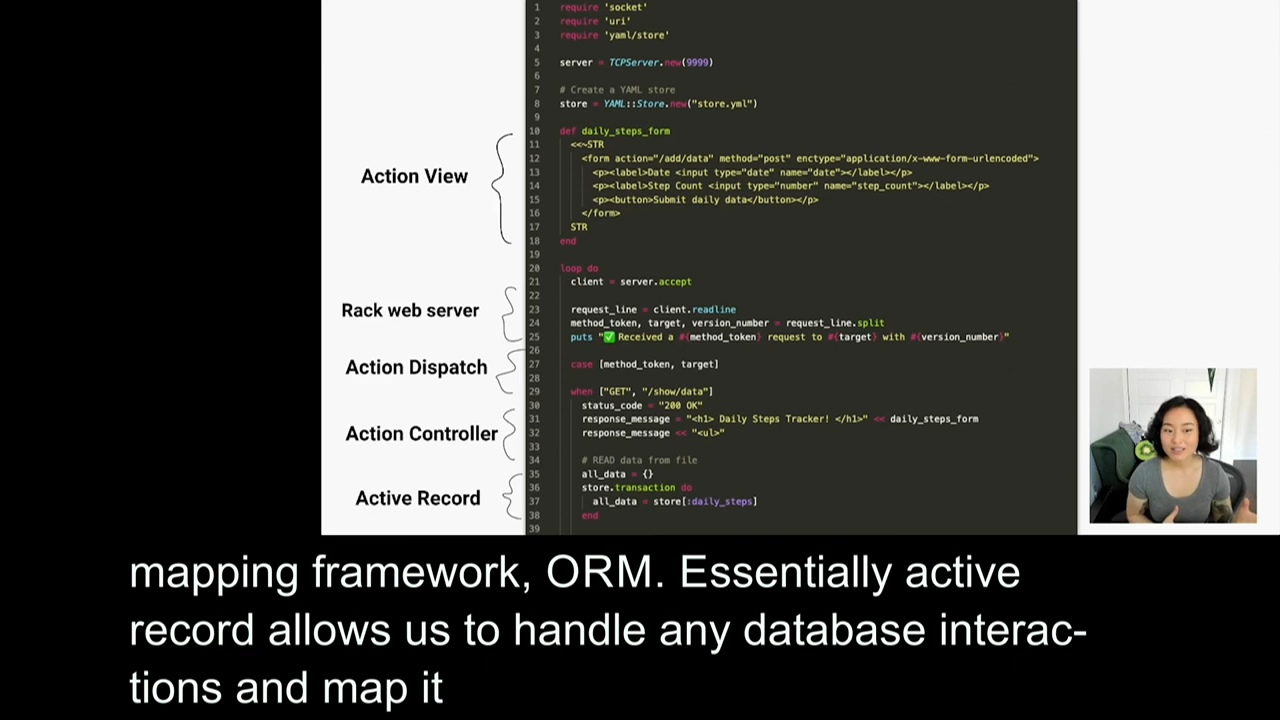 1 require 'socket'
2 require 'uri'
3 require 'yaml/store'
4
5 server = TCPServer.new(9999)
6
7 # Create a YAML store
8 store = YAML::Store.new("store.yml")
9
10 def daily_steps_form
11 <<~STR
12 <form action="/add/data" method="post" enctype="application/x-www-form-urlencoded">
13 <p><label>Date <input type="date" name="date"></label></p>
14 <p><label>Step Count <input type="number" name="step_count"></label></p>
15 <p><button>Submit daily data</button></p>
16 </form>
17 STR
18 end
19
20 loop do
21 client = server.accept
22
23 request_line = client.readline
24 method_token, target, version_number = request_line.split
25 puts "✅ Received a #{method_token} request to #{target} with #{version_number}"
26
27 case [method_token, target]
28
29 when ["GET", "/show/data"]
30 status_code = "200 OK"
31 response_message = "<h1> Daily Steps Tracker! </h1>" << daily_steps_form
32 response_message << "<ul>"
33
34 # READ data from file
35 all_data = {}
36 store.transaction do
37 all_data = store[:daily_steps]
38 end
39
Action View
Rack web server
Action Dispatch
Action Controller
Active Record
mapping framework, ORM. Essentially active
record allows us to handle any database interac-
tions and map it